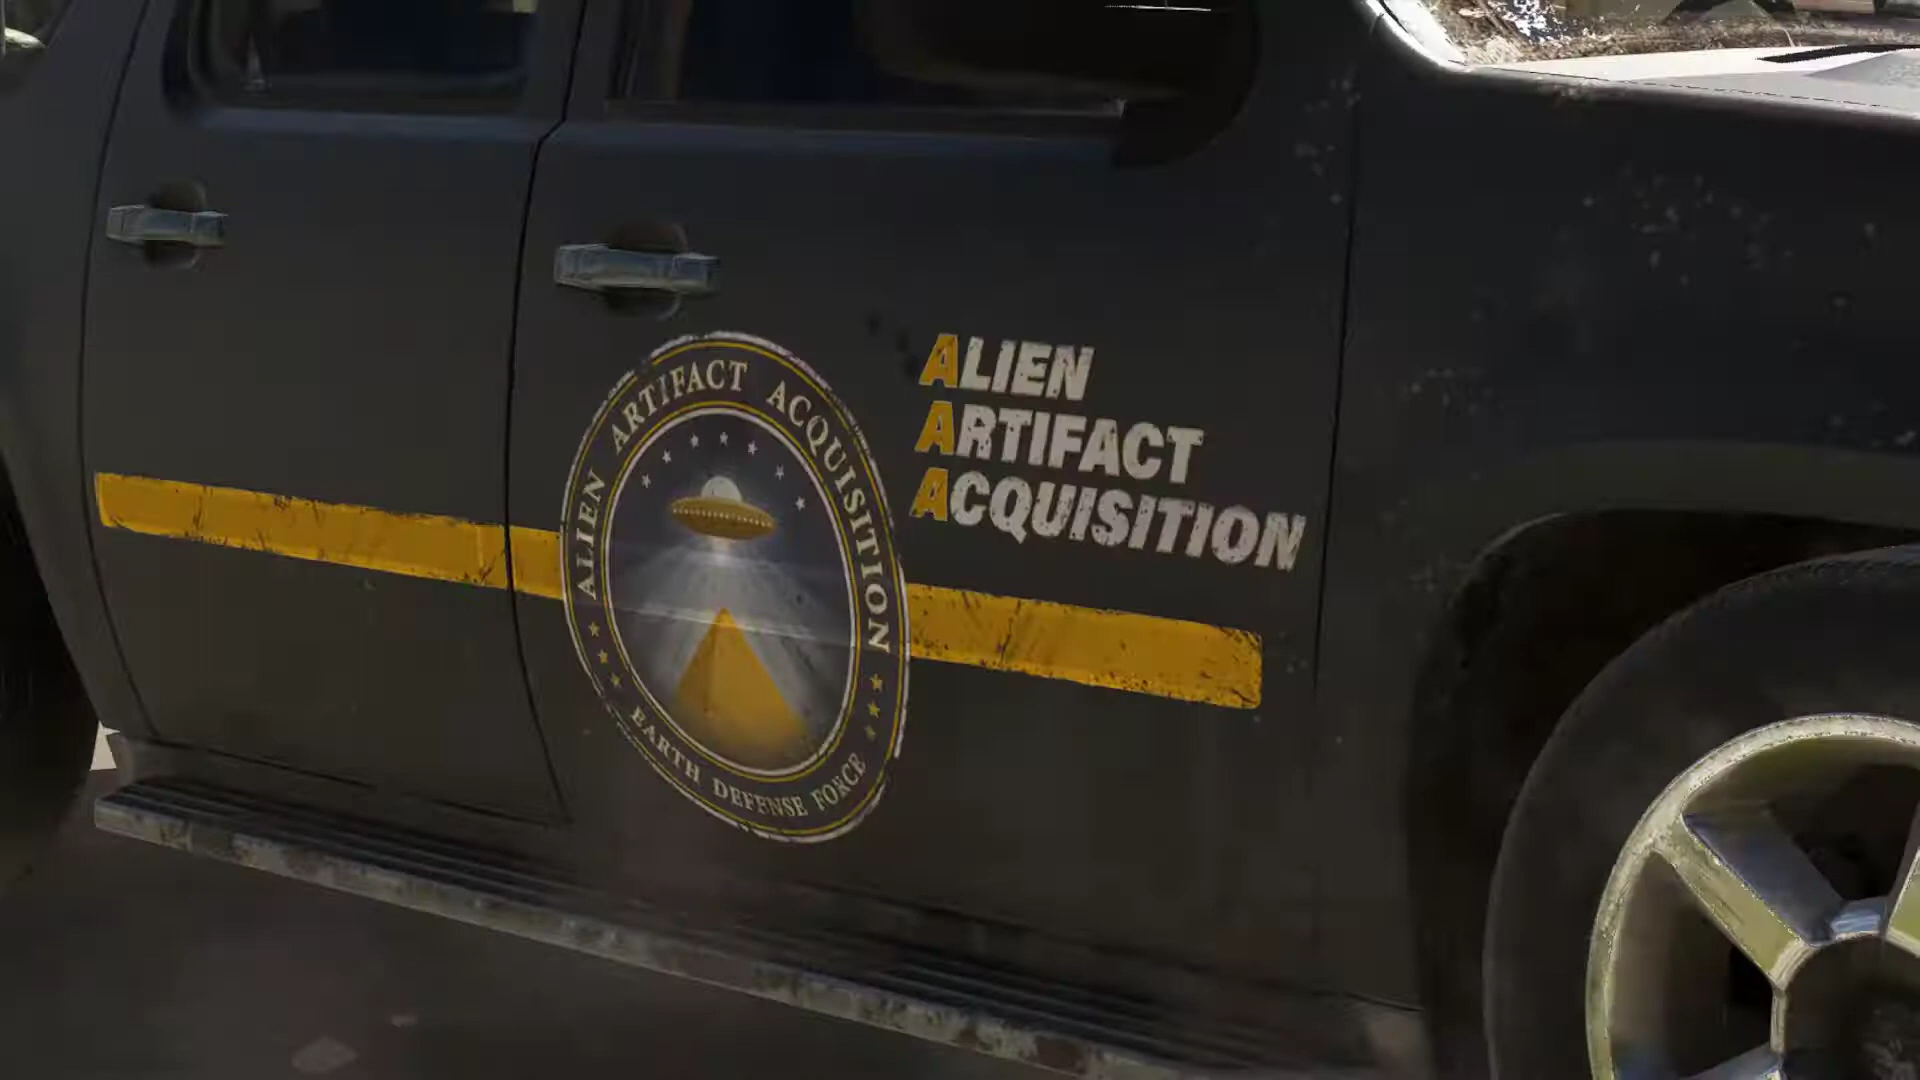 ALIEN ARTIFACT ACQUISITION
EARTH DEFENSE FORCE
ALIEN
ARTIFACT
ACQUISITION